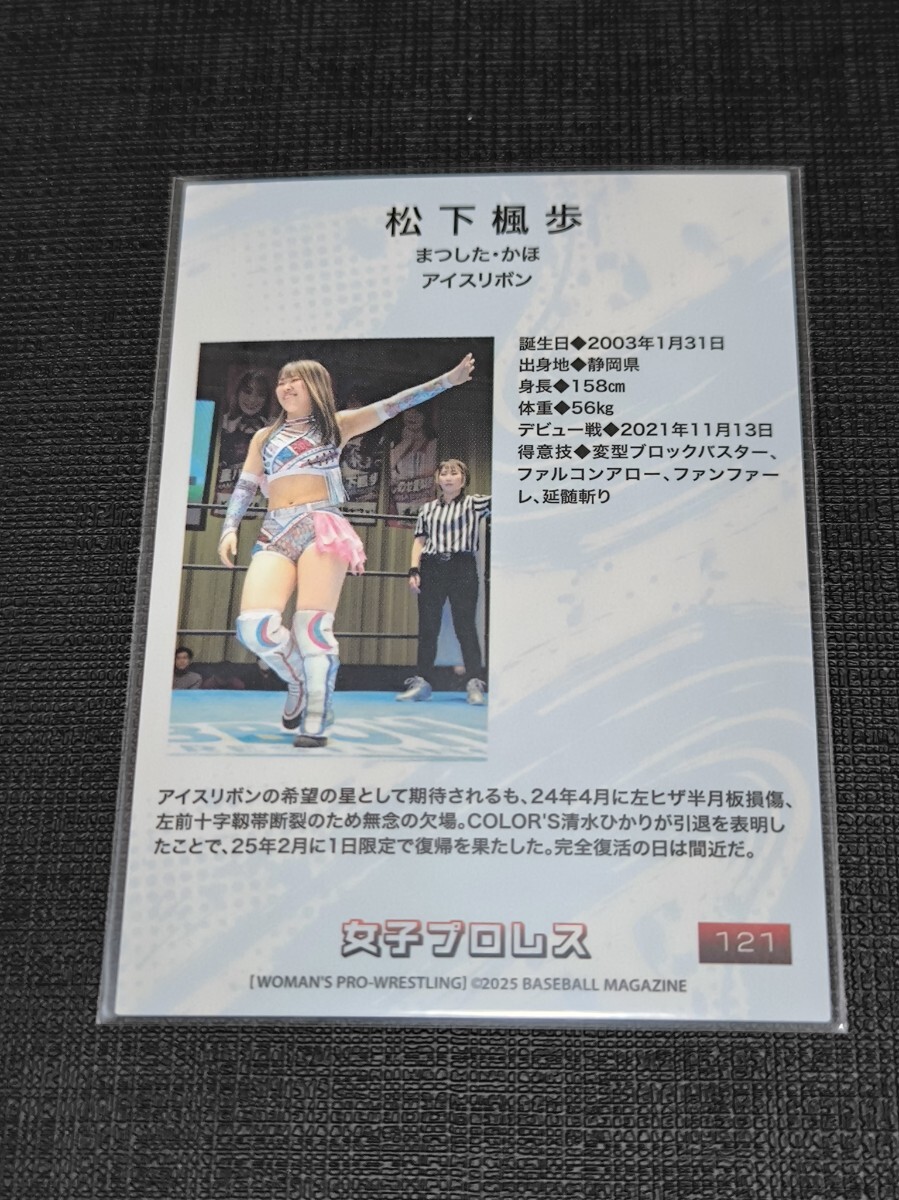 松下楓歩
まつした・かほ
アイスリボン
誕生日◆2003年1月31日
出身地◆静岡県
身長◆158㎝
体重◆56㎏
デビュー戦◆2021年11月13日
得意技◆変型ブロックバスター、
ファルコンアロー、ファンファー
レ、延髄斬り
アイスリボンの希望の星として期待されるも、24年4月に左ヒザ半月板損傷、
左前十字靱帯断裂のため無念の欠場。COLOR'S清水ひかりが引退を表明し
たことで、25年2月に1日限定で復帰を果たした。完全復活の日は間近だ。
女子プロレス
121
[WOMAN'S PRO-WRESTLING] ©2025 BASEBALL MAGAZINE